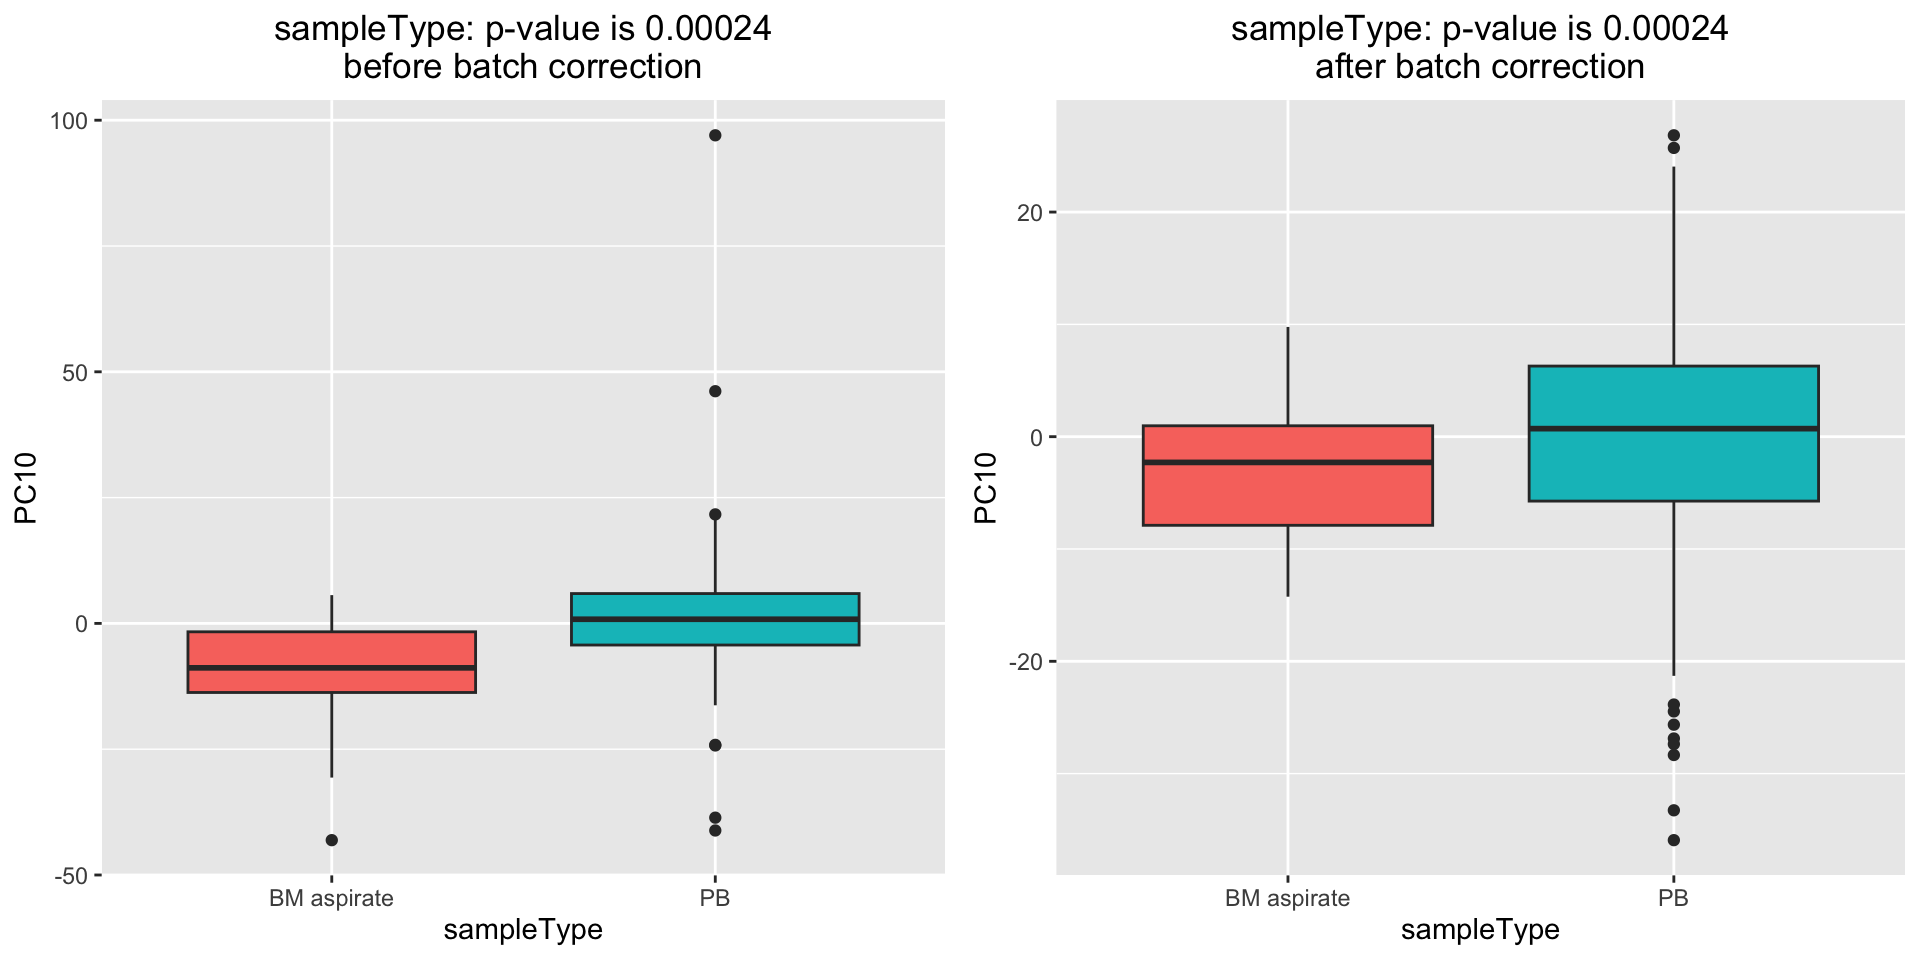 sampleType: p-value is 0.00024
before batch correction
100
50
0
-50
PC10
BM aspirate
PB
sampleType
sampleType: p-value is 0.00024
after batch correction
20
0
-20
PC10
BM aspirate
PB
sampleType